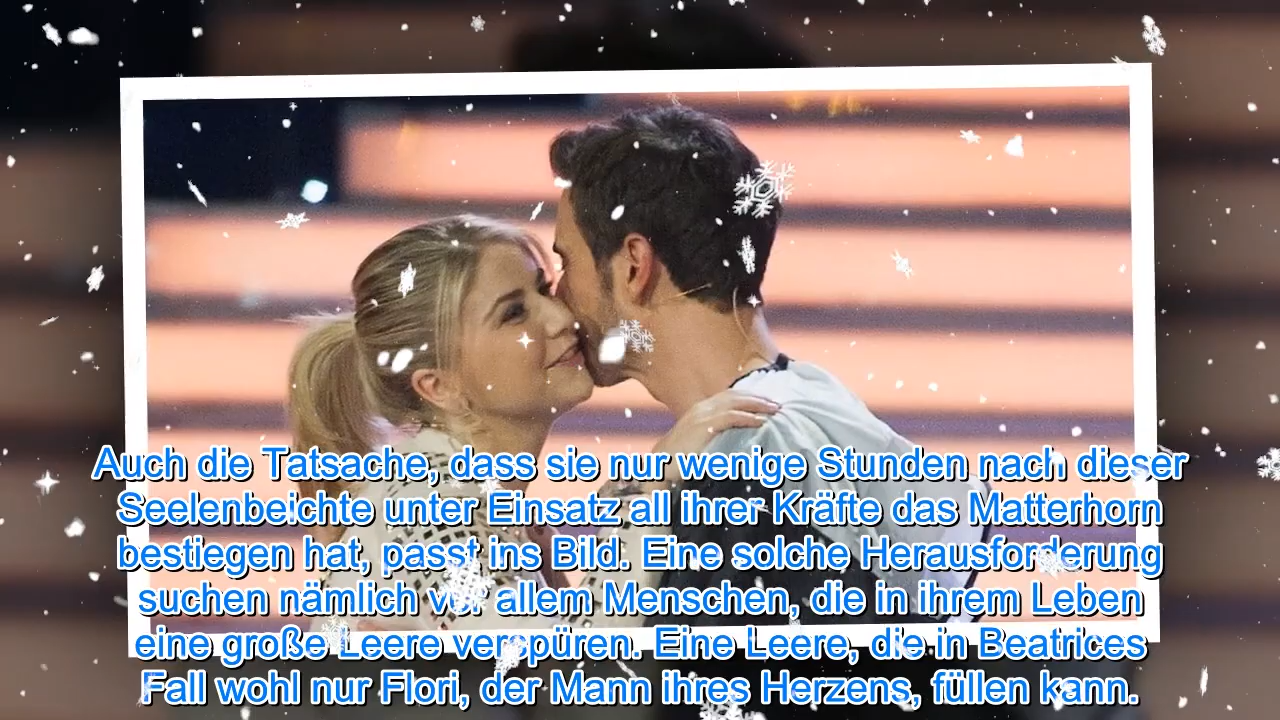 Auch die Tatsache, dass sie nur wenige Stunden nach dieser
Seelenbeichte unter Einsatz all ihrer Kräfte das Matterhorn
bestiegen hat, passt ins Bild. Eine solche Herausforderung
suchen nämlich vor allem Menschen, die in ihrem Leben
eine große Leere verspüren. Eine Leere, die in Beatrices
Fall wohl nur Flori, der Mann ihres Herzens, füllen kann.